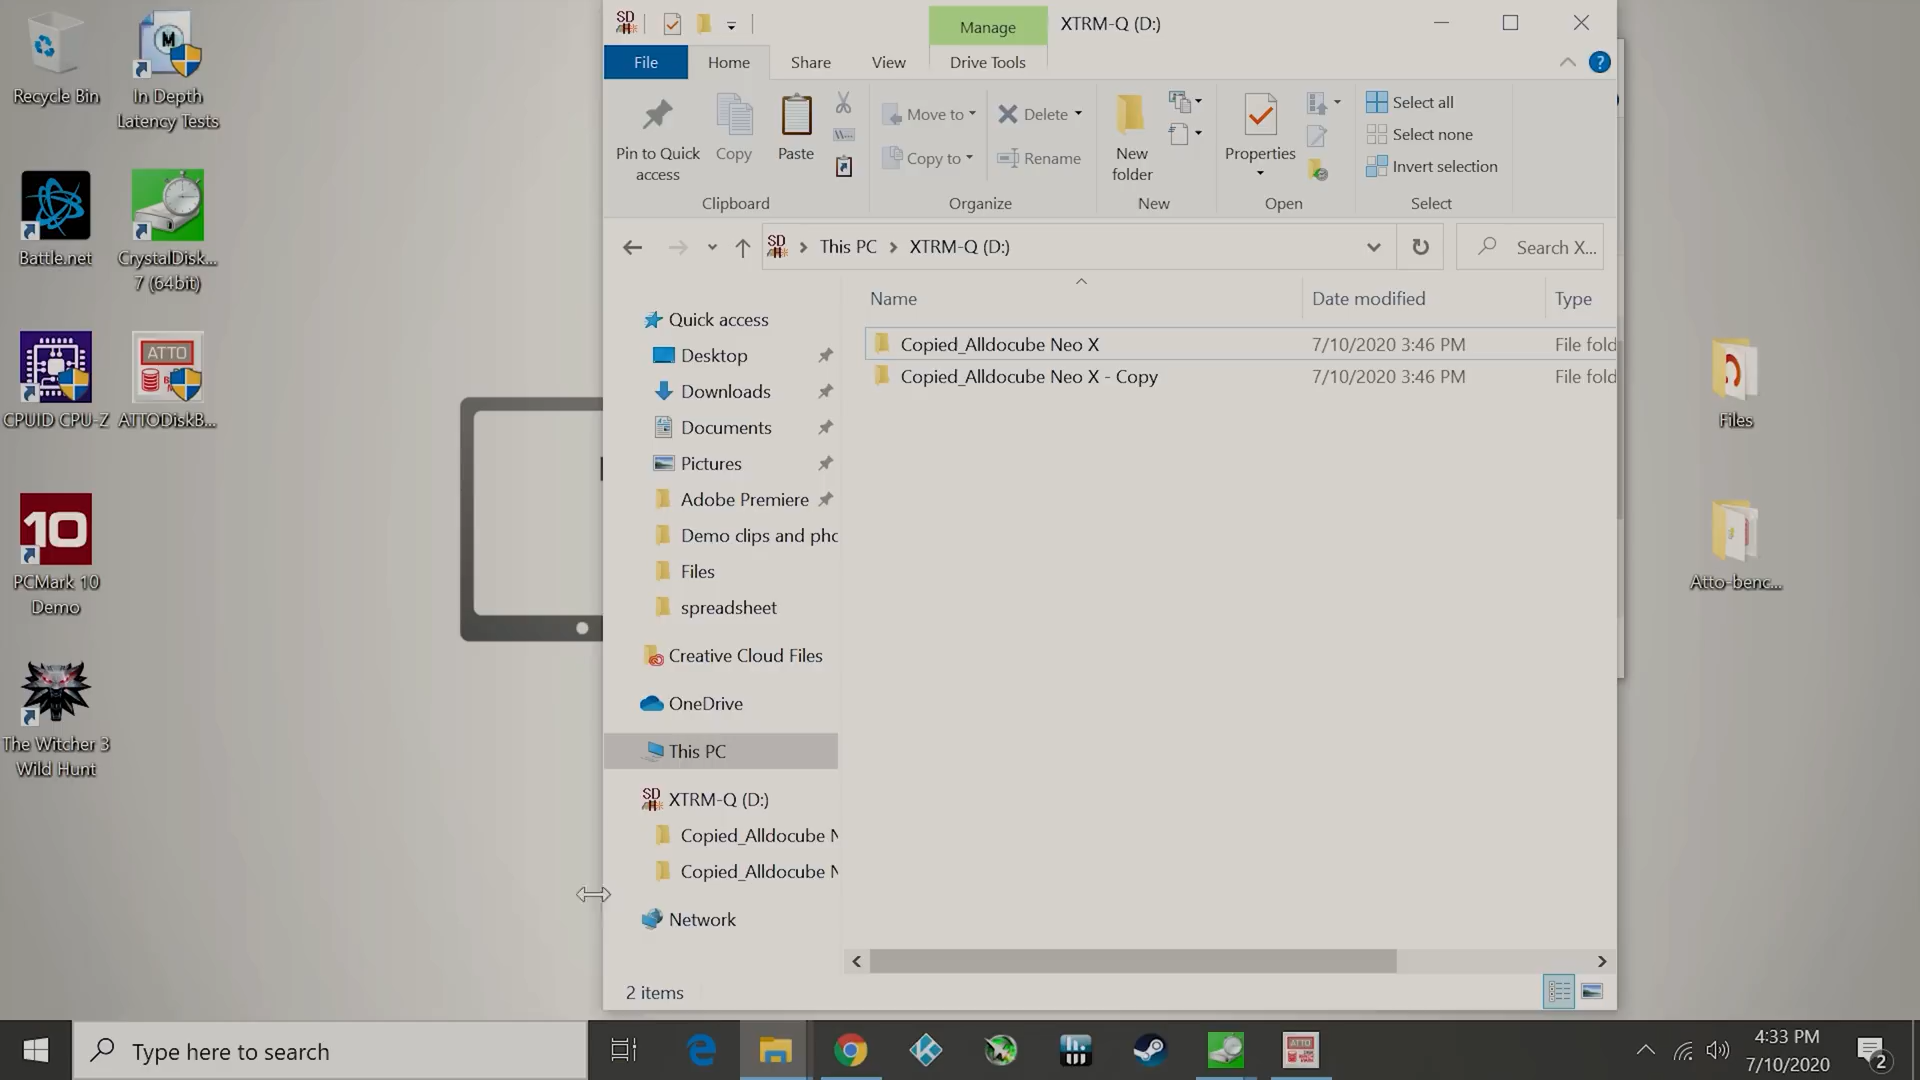 Recycle Bin
In Depth
Latency Tests
Battle.net
CrystalDisk...
7 (64bit)
CPUID CPU-Z
ATTO
ATTODiskB...
10
PCMark 10
Demo
The Witcher 3
Wild Hunt
Files
Atto-benc...
SD
Manage
XTRM-Q (D:)
File
Home
Share
View
Drive Tools
?
Pin to Quick
access
Copy
Paste
Clipboard
Move to
Copy to
Delete
Rename
Organize
New
folder
New
Properties
Open
Select all
Select none
Invert selection
Select
SD
This PC
XTRM-Q (D:)
Search X...
Name
Date modified
Type
Copied_Alldocube Neo X
7/10/2020 3:46 PM
File fold
Copied_Alldocube Neo X - Copy
7/10/2020 3:46 PM
File fold
Quick access
Desktop
Downloads
Documents
Pictures
Adobe Premiere
Demo clips and pho
Files
spreadsheet
Creative Cloud Files
OneDrive
This PC
SD
XTRM-Q (D:)
Copied_Alldocube N
Copied_Alldocube N
Network
2 items
Type here to search
ATTO
4:33 PM
7/10/2020
2